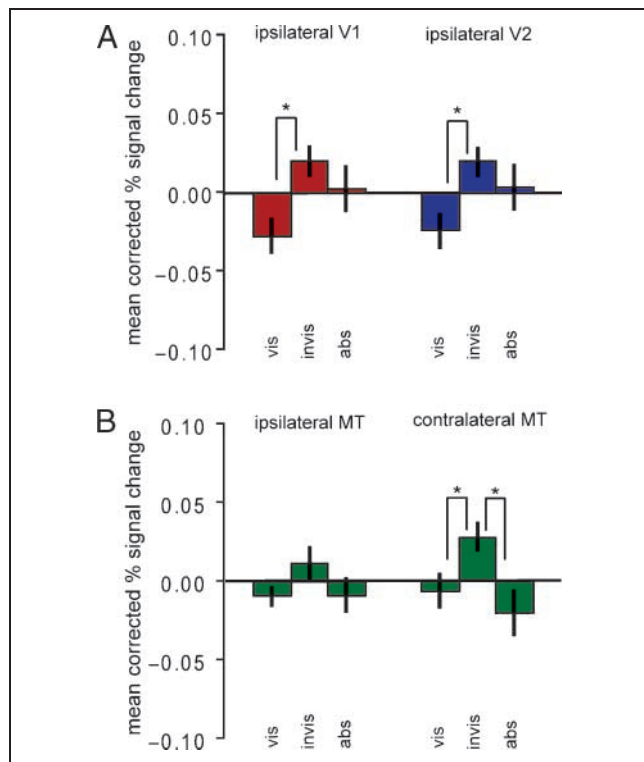 A
ipsilateral V1 ipsilateral V2
mean corrected % signal change
0.10
0.05
0.00
−0.05
−0.10
* *
vis invis abs vis invis abs
B
ipsilateral MT contralateral MT
mean corrected % signal change
0.10
0.05
0.00
−0.05
−0.10
* *
vis invis abs vis invis abs